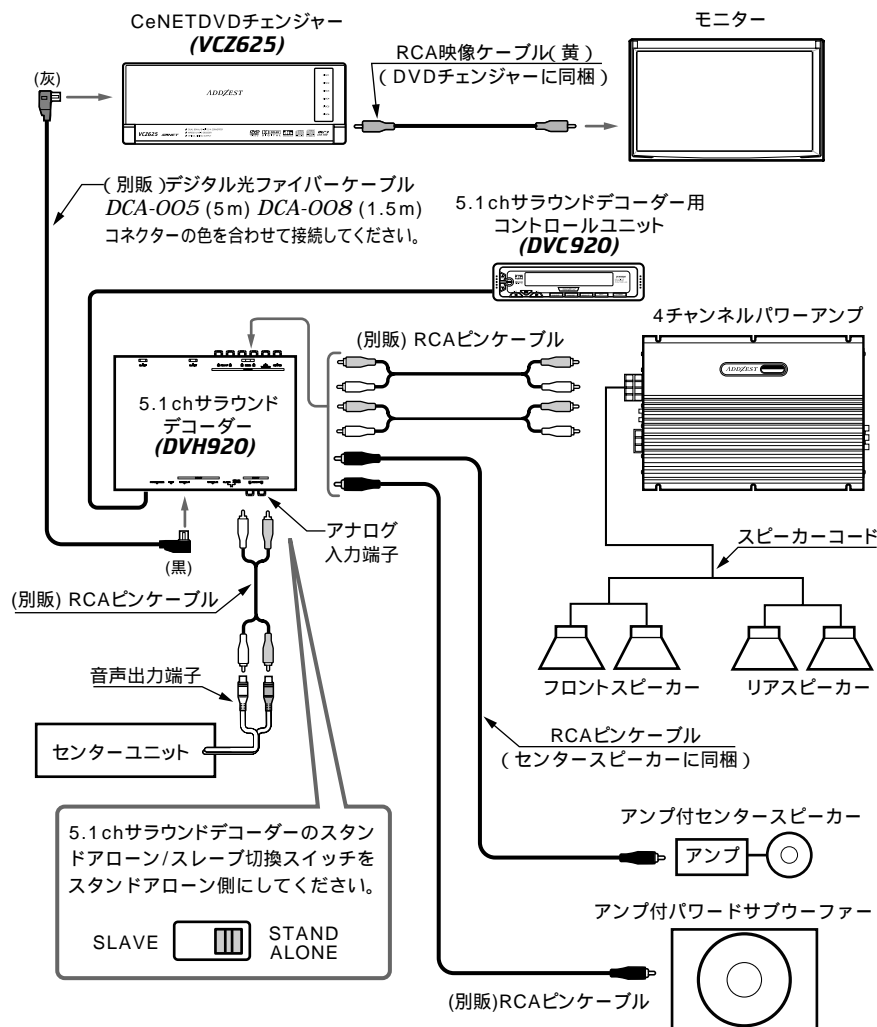 CeNETDVDチェンジャー
(VCZ625)
モニター
RCA映像ケーブル(黄)
(DVDチェンジャーに同梱)
(灰)
ADDZEST
VCZ625
(別販)デジタル光ファイバーケーブル
DCA-005 (5m) DCA-008 (1.5m)
コネクターの色を合わせて接続してください。
5.1chサラウンドデコーダー用
コントロールユニット
(DVC920)
4チャンネルパワーアンプ
(別販) RCAピンケーブル
ADDZEST
5.1chサラウンド
デコーダー
(DVH920)
アナログ
入力端子
(黒)
スピーカーコード
(別販) RCAピンケーブル
フロントスピーカー
リアスピーカー
音声出力端子
センターユニット
RCAピンケーブル
(センタースピーカーに同梱)
5.1chサラウンドデコーダーのスタン
ドアローン/スレーブ切換スイッチを
スタンドアローン側にしてください。
SLAVE
STAND
ALONE
アンプ付センタースピーカー
アンプ
アンプ付パワードサブウーファー
(別販)RCAピンケーブル